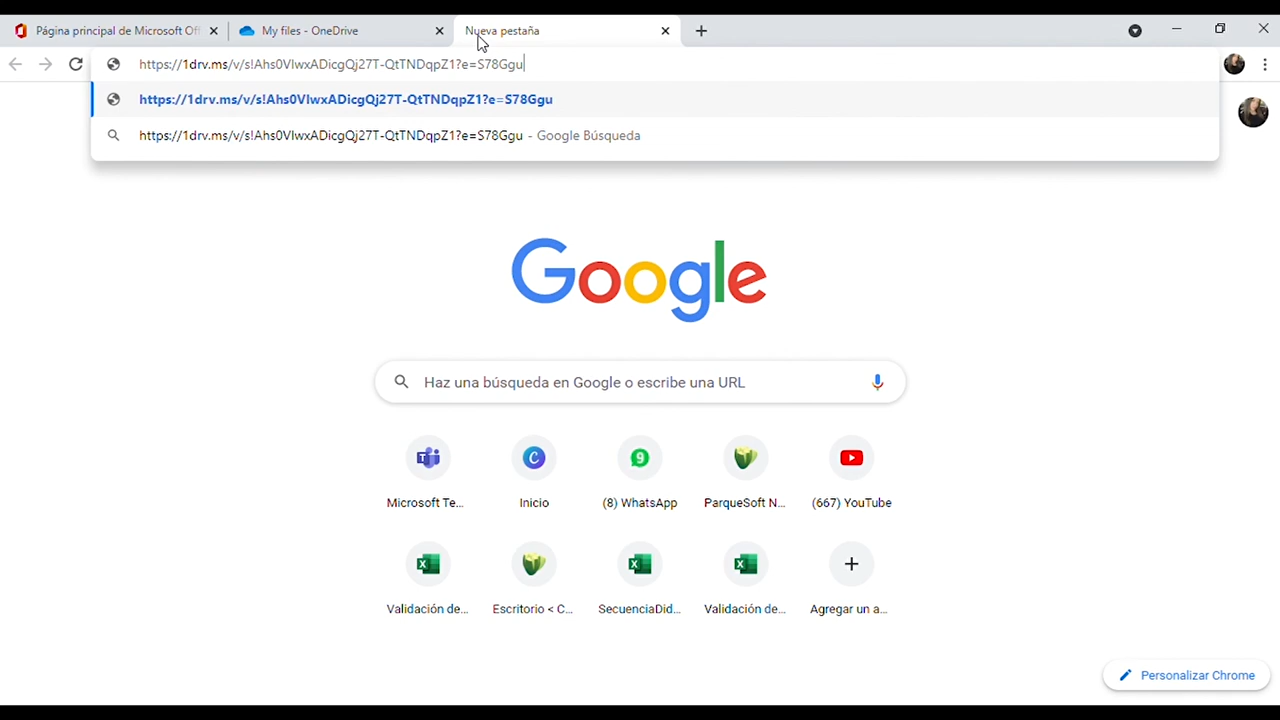 Página principal de Microsoft Of
My files - OneDrive
Nueva pestaña
https://1drv.ms/v/s!Ahs0VIwxADicgQj27T-QtTNDqpZ1?e=S78Ggu
https://1drv.ms/v/s!Ahs0VIwxADicgQj27T-QtTNDqpZ1?e=S78Ggu
https://1drv.ms/v/s!Ahs0VIwxADicgQj27T-QtTNDqpZ1?e=S78Ggu - Google Búsqueda
Google
Haz una búsqueda en Google o escribe una URL
Microsoft Te...
Inicio
(8) WhatsApp
ParqueSoft N...
(667) YouTube
Validación de...
Escritorio < C...
SecuenciaDid...
Validación de...
Agregar un a...
Personalizar Chrome